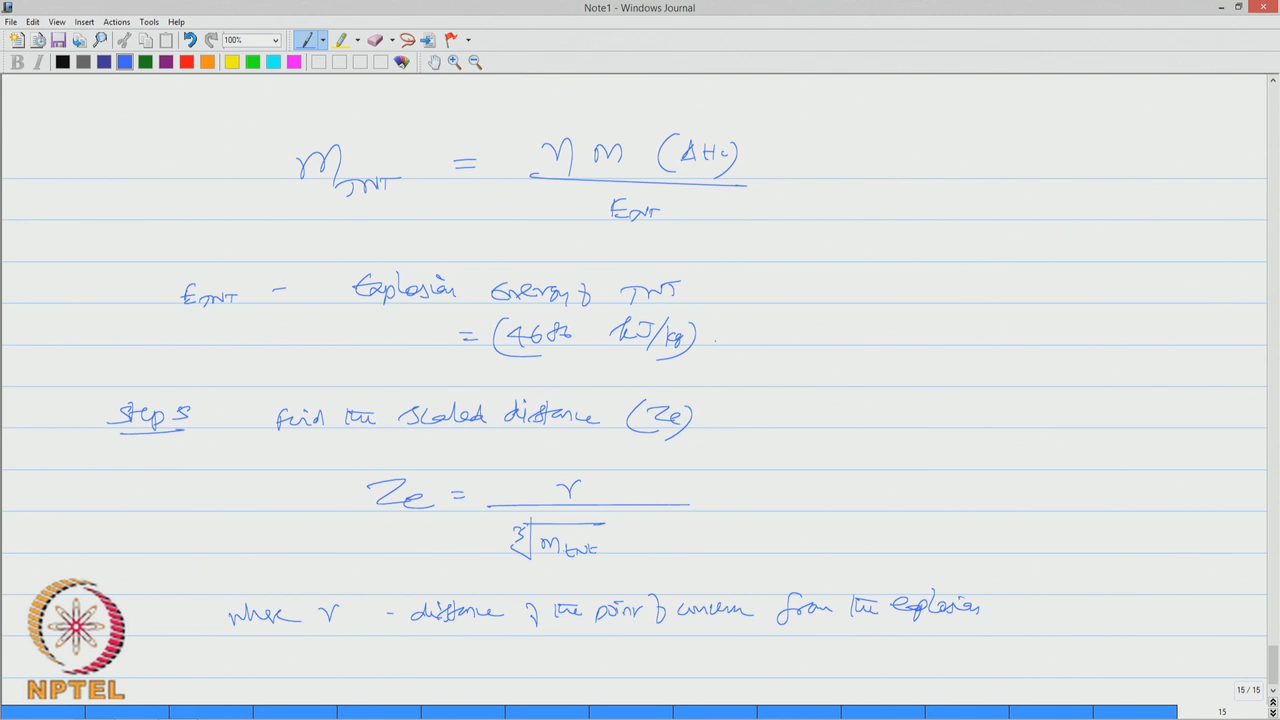 Note1 - Windows Journal
File Edit View Insert Actions Tools Help
100%
B I
m_TNT = η m (ΔHc)
E_TNT
E_TNT - Explosion energy of TNT
= (4686 kJ/kg).
Step 5 find the scaled distance (Ze)
Ze = r
3√m_TNT
where r - distance of the point of concern from the explosion
NPTEL
15 / 15
15